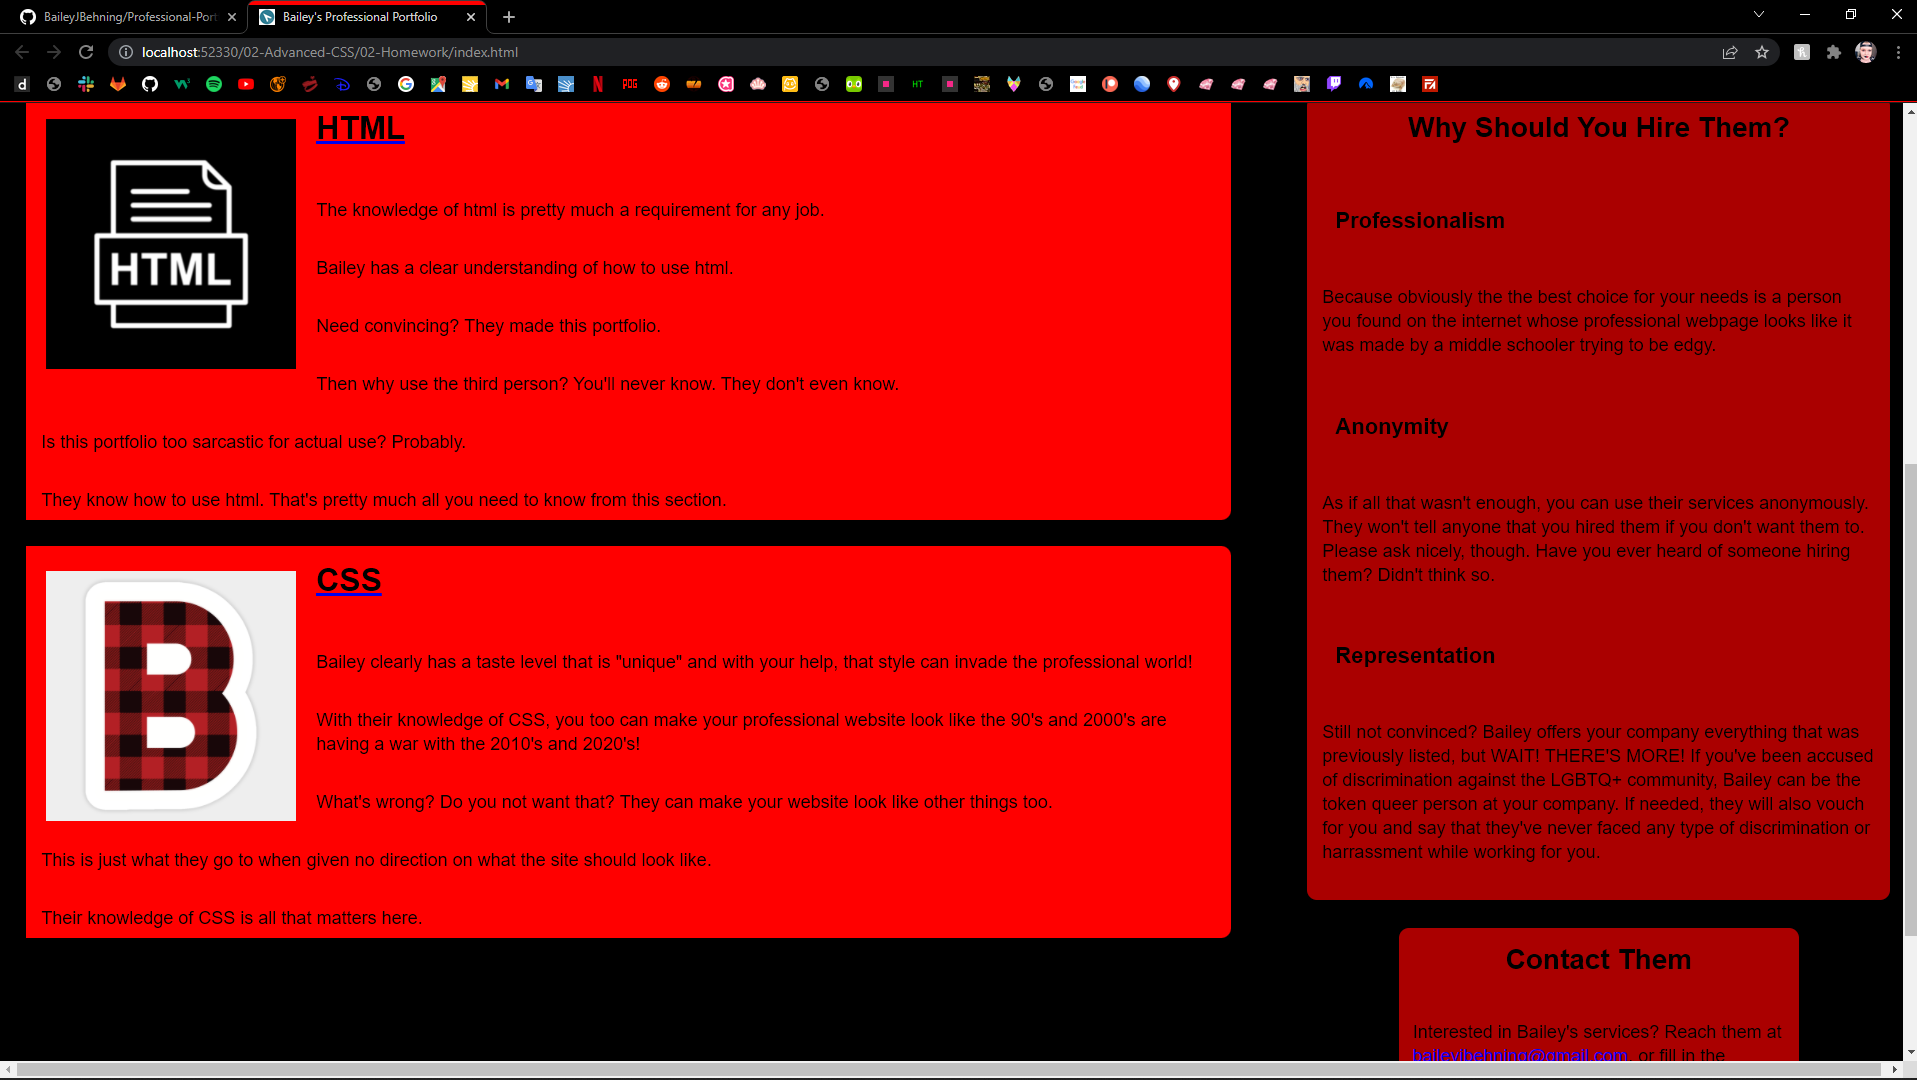 BaileyJBehning/Professional-Port
Bailey's Professional Portfolio
localhost:52330/02-Advanced-CSS/02-Homework/index.html
HTML
HTML
The knowledge of html is pretty much a requirement for any job.
Bailey has a clear understanding of how to use html.
Need convincing? They made this portfolio.
Then why use the third person? You'll never know. They don't even know.
Is this portfolio too sarcastic for actual use? Probably.
They know how to use html. That's pretty much all you need to know from this section.
B
CSS
Bailey clearly has a taste level that is "unique" and with your help, that style can invade the professional world!
With their knowledge of CSS, you too can make your professional website look like the 90's and 2000's are
having a war with the 2010's and 2020's!
What's wrong? Do you not want that? They can make your website look like other things too.
This is just what they go to when given no direction on what the site should look like.
Their knowledge of CSS is all that matters here.
Why Should You Hire Them?
Professionalism
Because obviously the the best choice for your needs is a person
you found on the internet whose professional webpage looks like it
was made by a middle schooler trying to be edgy.
Anonymity
As if all that wasn't enough, you can use their services anonymously.
They won't tell anyone that you hired them if you don't want them to.
Please ask nicely, though. Have you ever heard of someone hiring
them? Didn't think so.
Representation
Still not convinced? Bailey offers your company everything that was
previously listed, but WAIT! THERE'S MORE! If you've been accused
of discrimination against the LGBTQ+ community, Bailey can be the
token queer person at your company. If needed, they will also vouch
for you and say that they've never faced any type of discrimination or
harrassment while working for you.
Contact Them
Interested in Bailey's services? Reach them at
or fill in the